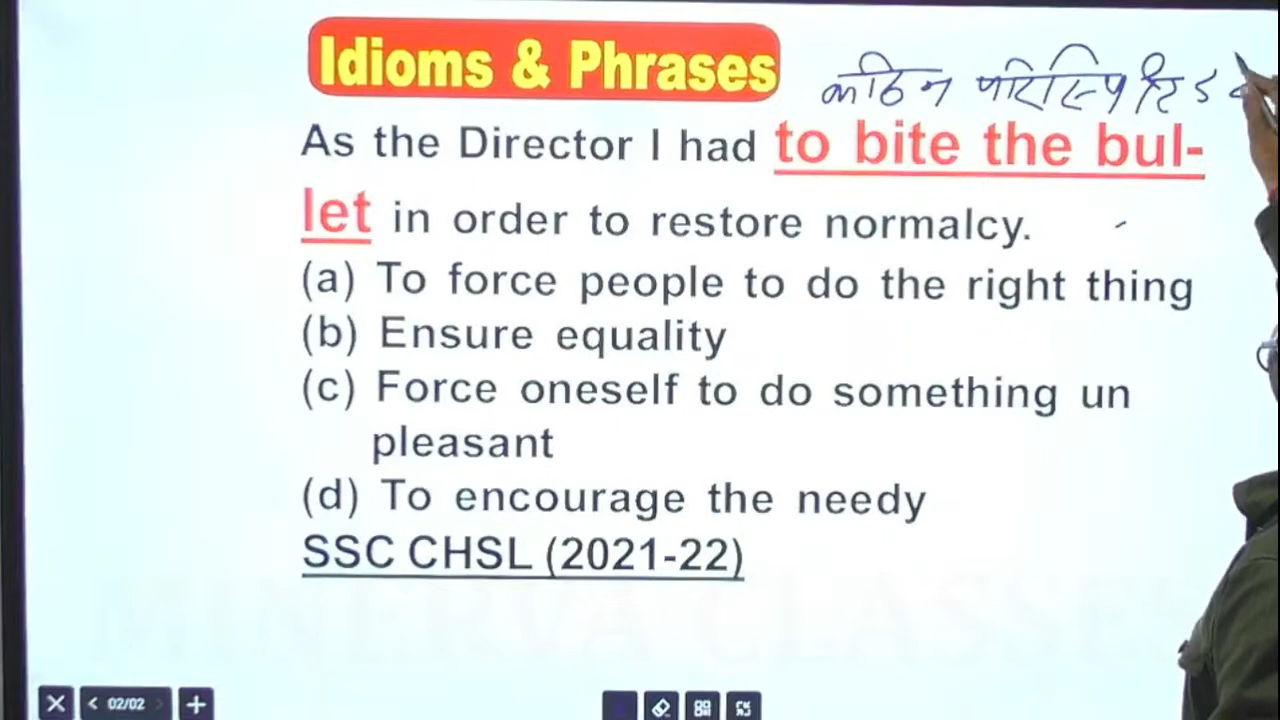 Idioms & Phrases
कठिन
As the Director I had to bite the bul-
let in order to restore normalcy.
(a) To force people to do the right thing
(b) Ensure equality
(c) Force oneself to do something un
pleasant
(d) To encourage the needy
SSC CHSL (2021-22)
MINERVA CLASSES
02/02